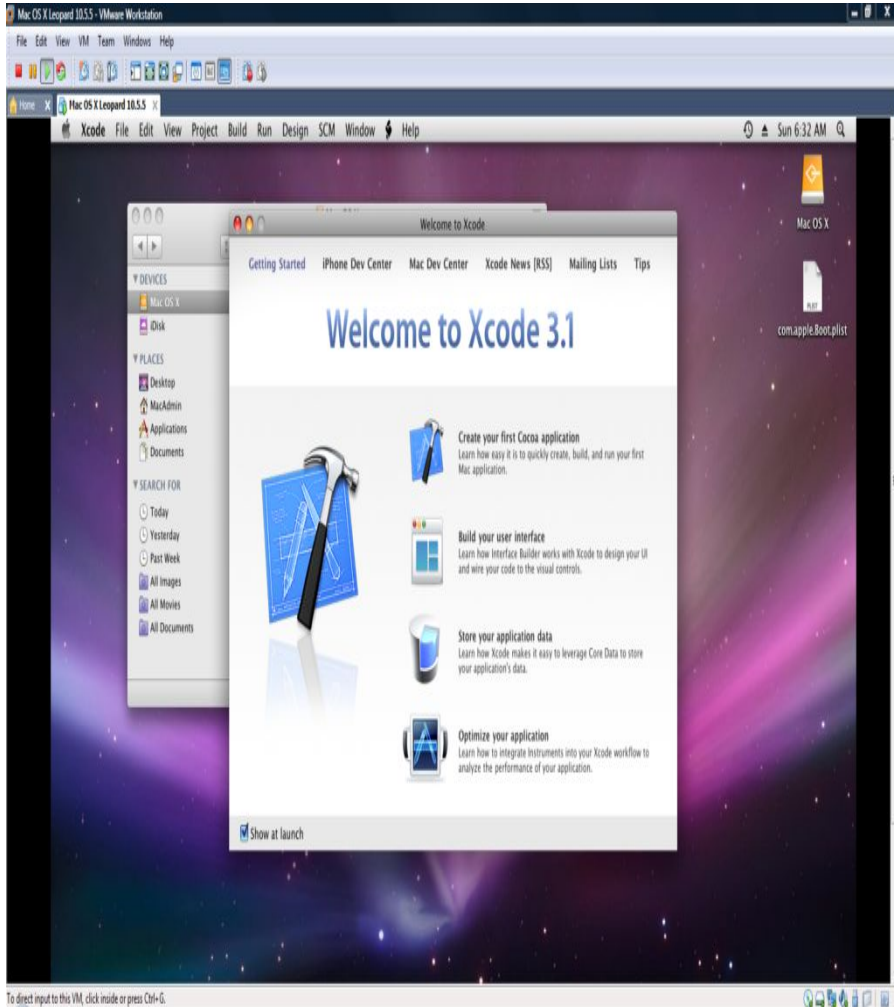 Mac OS X Leopard 10.5.5 - VMware Workstation
File Edit View VM Team Windows Help
Home X Mac OS X Leopard 10.5.5 X
Xcode File Edit View Project Build Run Design SCM Window Help
Sun 6:32 AM
Mac OS X
PLIST
com.apple.Boot.plist
DEVICES
Mac OS X
iDisk
PLACES
Desktop
MacAdmin
Applications
Documents
SEARCH FOR
Today
Yesterday
Past Week
All Images
All Movies
All Documents
Welcome to Xcode
Getting Started iPhone Dev Center Mac Dev Center Xcode News [RSS] Mailing Lists Tips
Welcome to Xcode 3.1
Create your first Cocoa application
Learn how easy it is to quickly create, build, and run your first
Mac application.
Build your user interface
Learn how Interface Builder works with Xcode to design your UI
and wire your code to the visual controls.
Store your application data
Learn how Xcode makes it easy to leverage Core Data to store
your application's data.
Optimize your application
Learn how to integrate Instruments into your Xcode workflow to
analyze the performance of your application.
Show at launch
To direct input to this VM, click inside or press Ctrl+G.